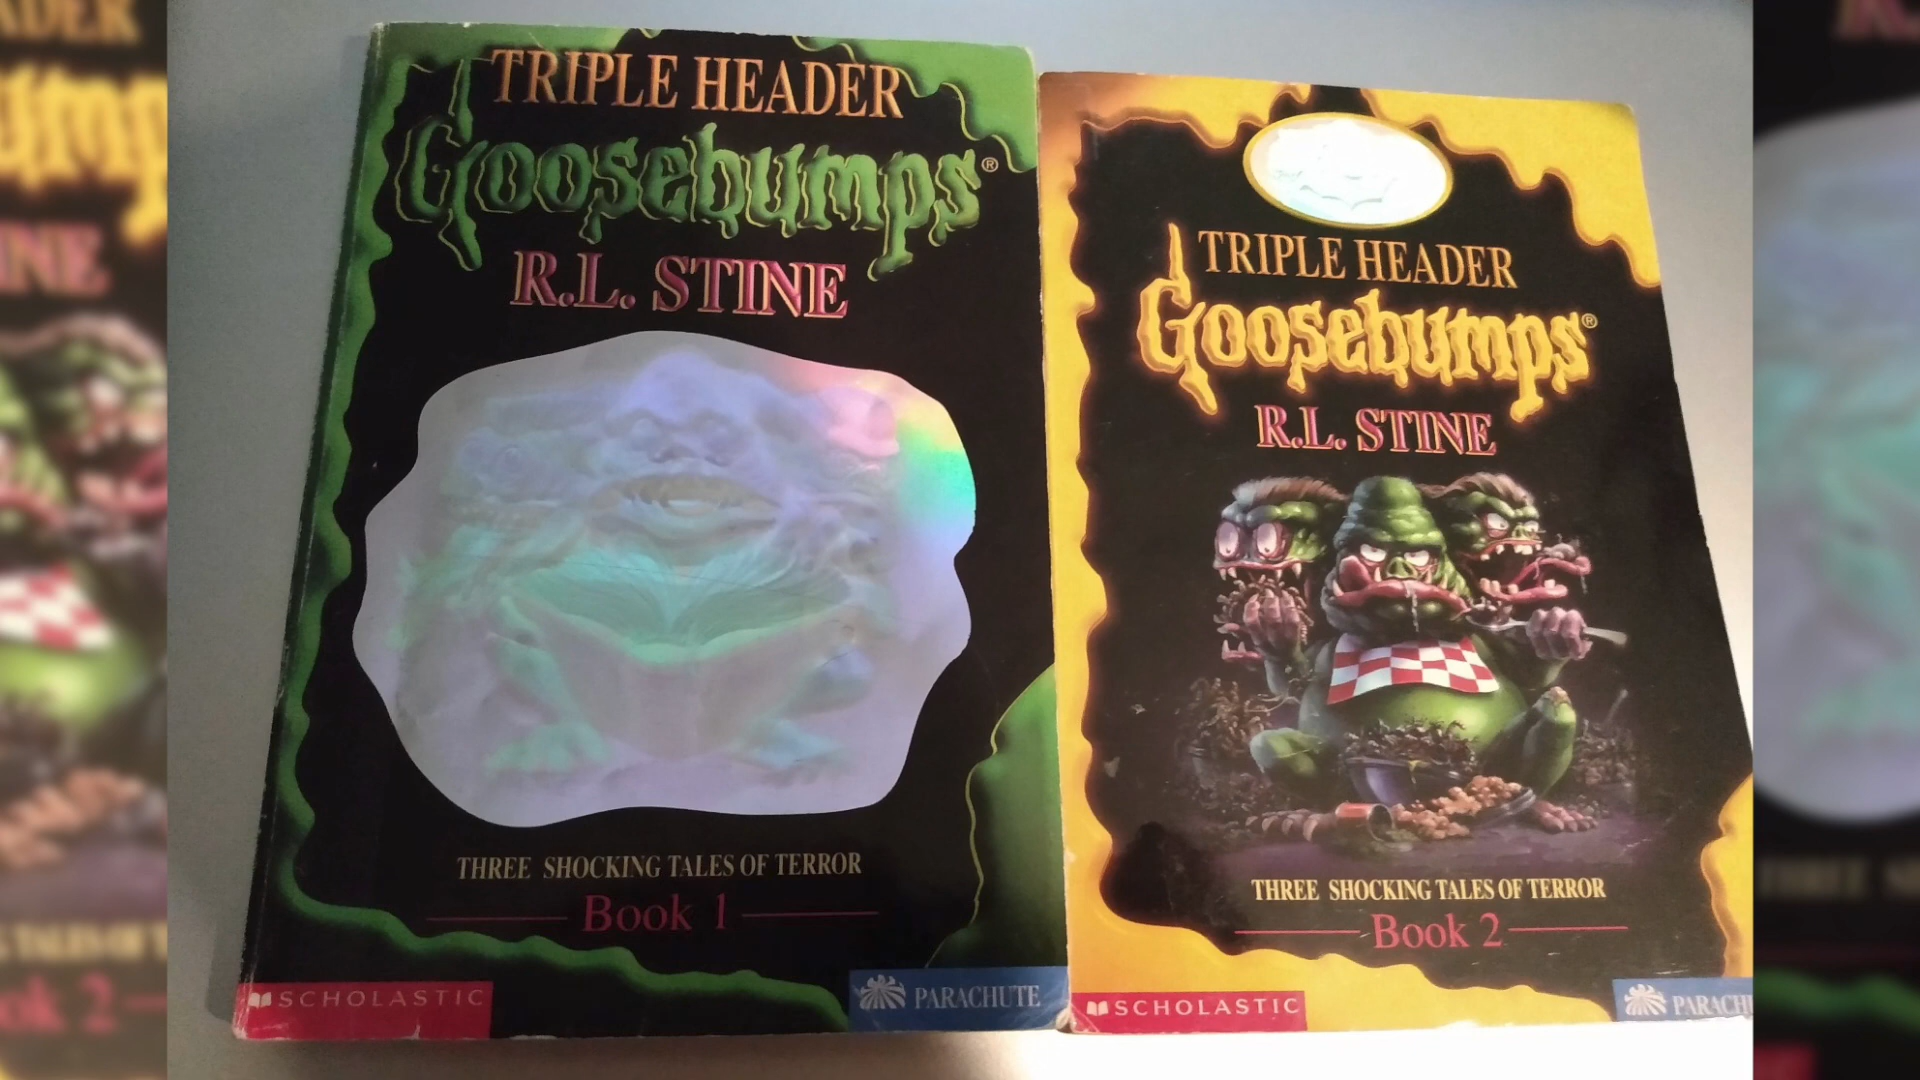 TRIPLE HEADER
Goosebumps®
R.L. STINE
THREE SHOCKING TALES OF TERROR
Book 1
SCHOLASTIC
PARACHUTE
TRIPLE HEADER
Goosebumps®
R.L. STINE
THREE SHOCKING TALES OF TERROR
Book 2
SCHOLASTIC